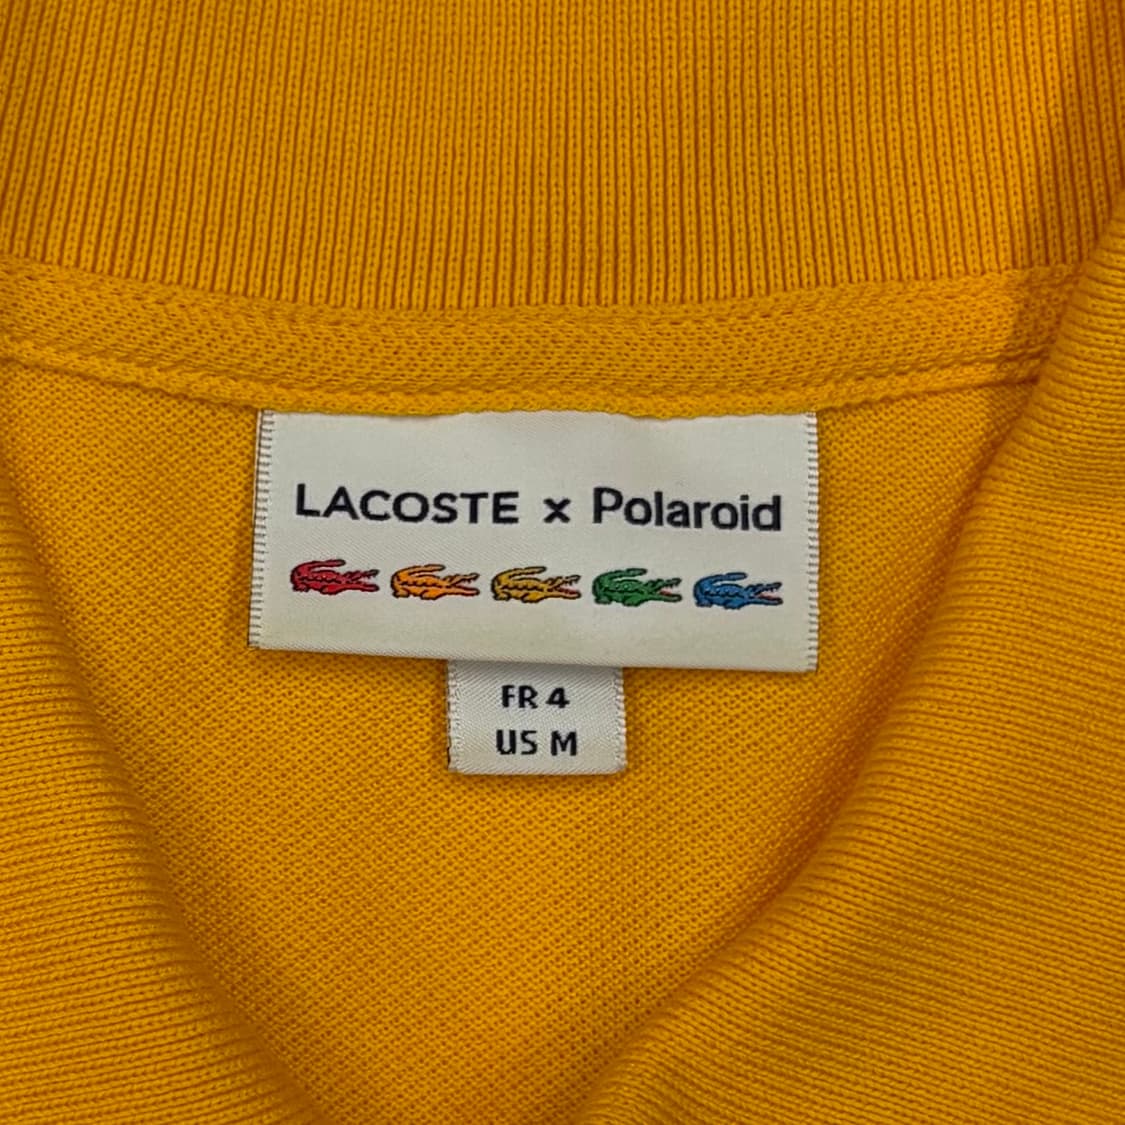 LACOSTE x Polaroid
FR 4
US M